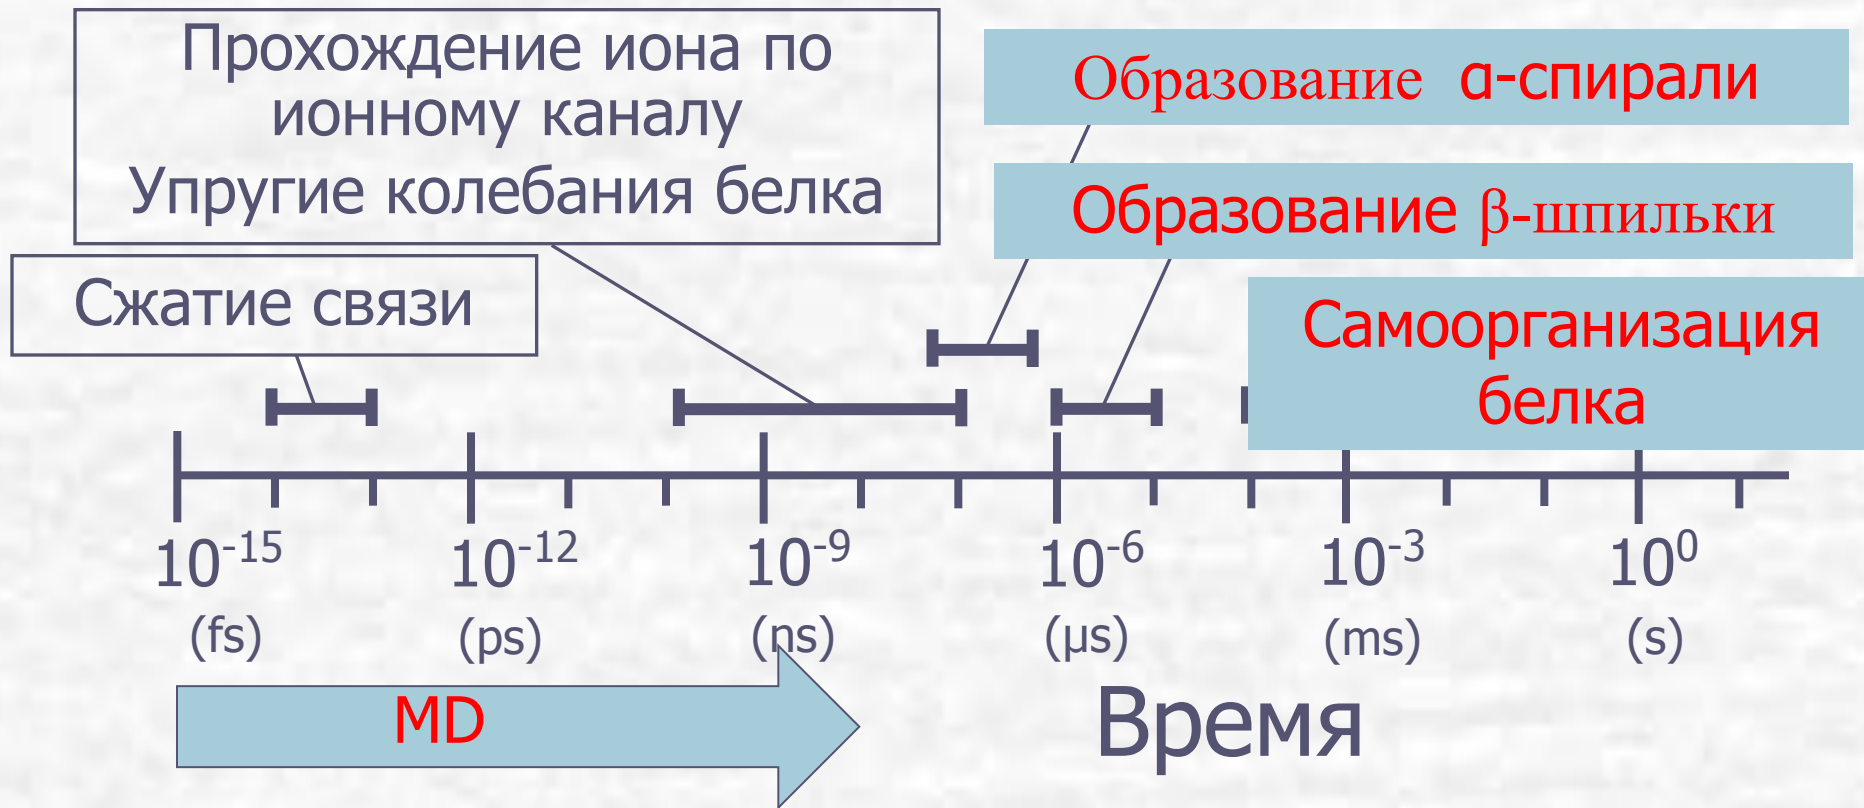 Прохождение иона по
ионному каналу
Упругие колебания белка
Образование α-спирали
Образование β-шпильки
Сжатие связи
Самоорганизация
белка
10⁻¹⁵ 10⁻¹² 10⁻⁹ 10⁻⁶ 10⁻³ 10⁰
(fs) (ps) (ns) (μs) (ms) (s)
MD
Время